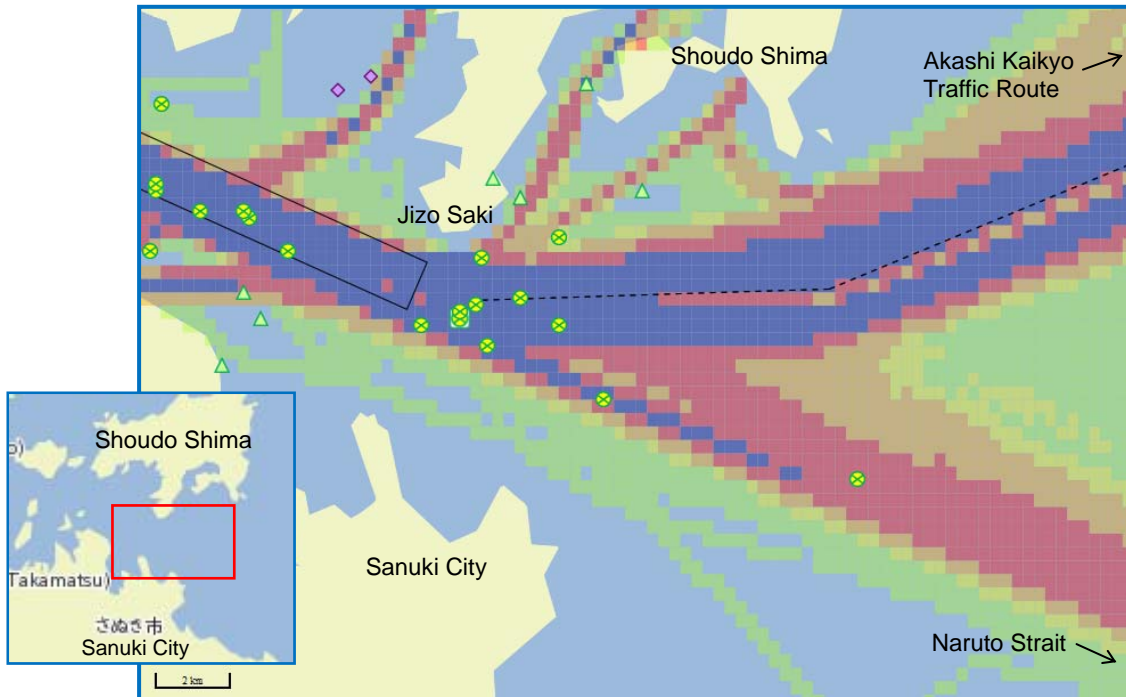 Shoudo Shima
Akashi Kaikyo
Traffic Route
Jizo Saki
Sanuki City
Naruto Strait
Shoudo Shima
o)
Takamatsu)
さぬき市
Sanuki City
2 km